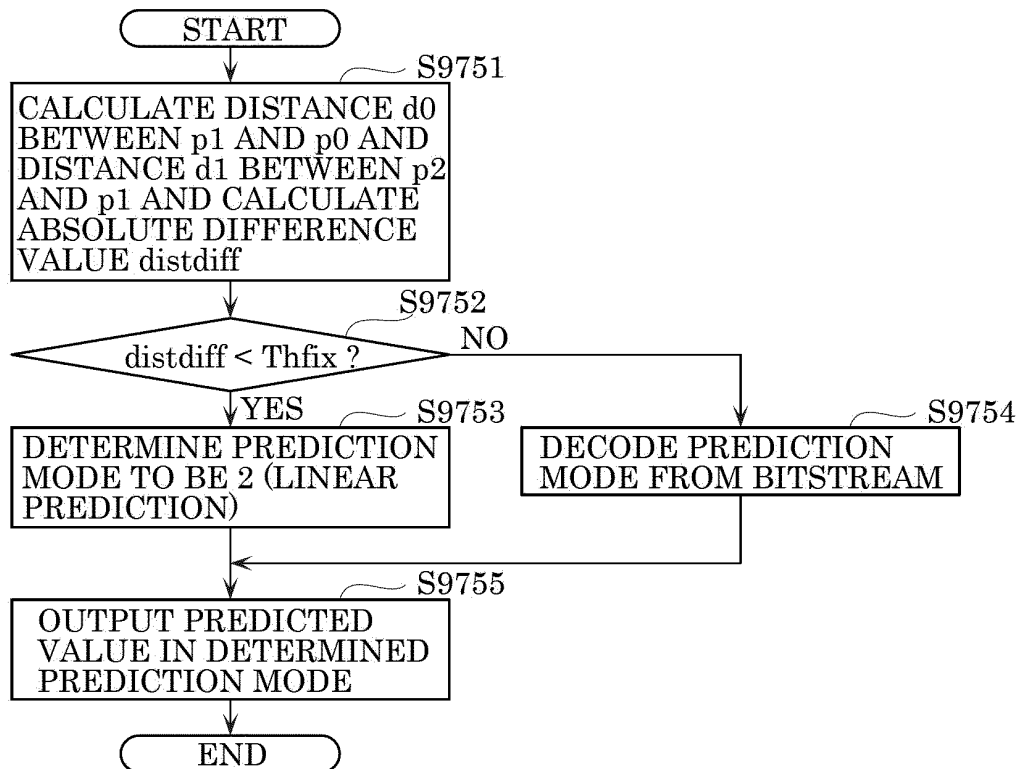 START
S9751
CALCULATE DISTANCE d0
BETWEEN p1 AND p0 AND
DISTANCE d1 BETWEEN p2
AND p1 AND CALCULATE
ABSOLUTE DIFFERENCE
VALUE distdiff
S9752
distdiff < Thfix ?
NO
YES
S9753
DETERMINE PREDICTION
MODE TO BE 2 (LINEAR
PREDICTION)
S9754
DECODE PREDICTION
MODE FROM BITSTREAM
S9755
OUTPUT PREDICTED
VALUE IN DETERMINED
PREDICTION MODE
END